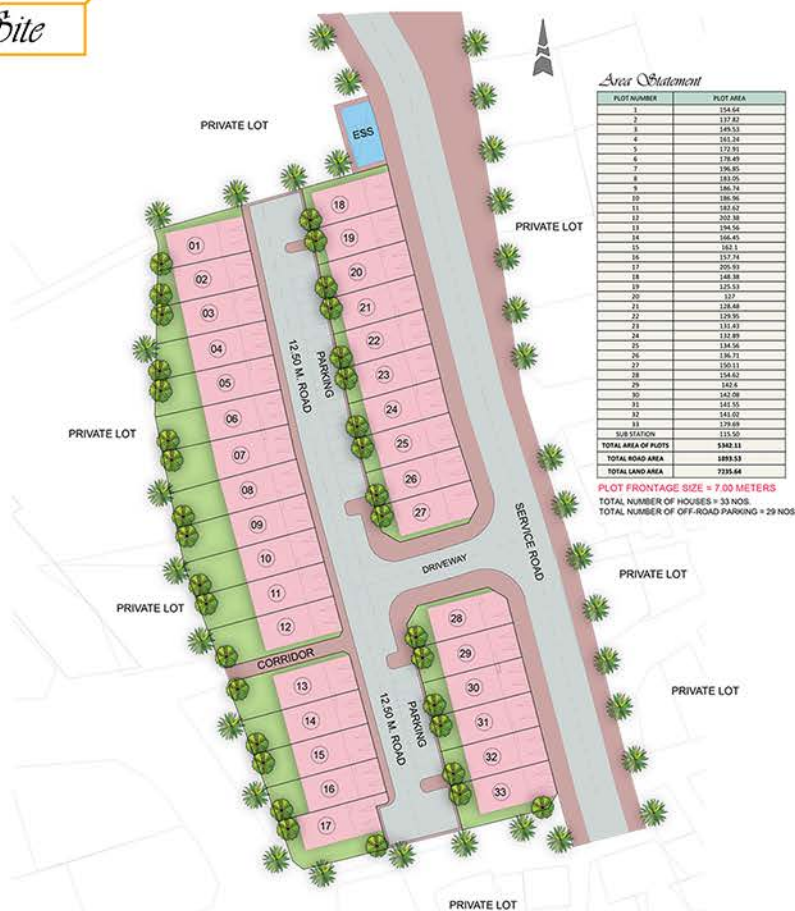 Site
Area Statement
PLOT NUMBER PLOT AREA
1 154.64
2 137.82
3 149.53
4 161.24
5 172.91
6 178.49
7 196.85
8 183.05
9 186.74
10 186.96
11 182.62
12 202.38
13 194.56
14 166.45
15 162.1
16 157.74
17 205.93
18 148.38
19 125.53
20 127
21 128.48
22 129.95
23 131.43
24 132.89
25 134.56
26 136.71
27 150.11
28 154.62
29 142.6
30 142.08
31 141.55
32 141.02
33 179.69
SUB STATION 115.50
TOTAL AREA OF PLOTS 5342.11
TOTAL ROAD AREA 1893.53
TOTAL LAND AREA 7235.64
PLOT FRONTAGE SIZE = 7.00 METERS
TOTAL NUMBER OF HOUSES = 33 NOS.
TOTAL NUMBER OF OFF-ROAD PARKING = 29 NOS
PRIVATE LOT
ESS
PRIVATE LOT
01
02
03
04
05
06
07
08
09
10
11
12
18
19
20
21
22
23
24
25
26
27
12.50 M. ROAD
PARKING
PRIVATE LOT
PRIVATE LOT
SERVICE ROAD
DRIVEWAY
PRIVATE LOT
CORRIDOR
13
14
15
16
17
28
29
30
31
32
33
12.50 M. ROAD
PARKING
PRIVATE LOT
PRIVATE LOT